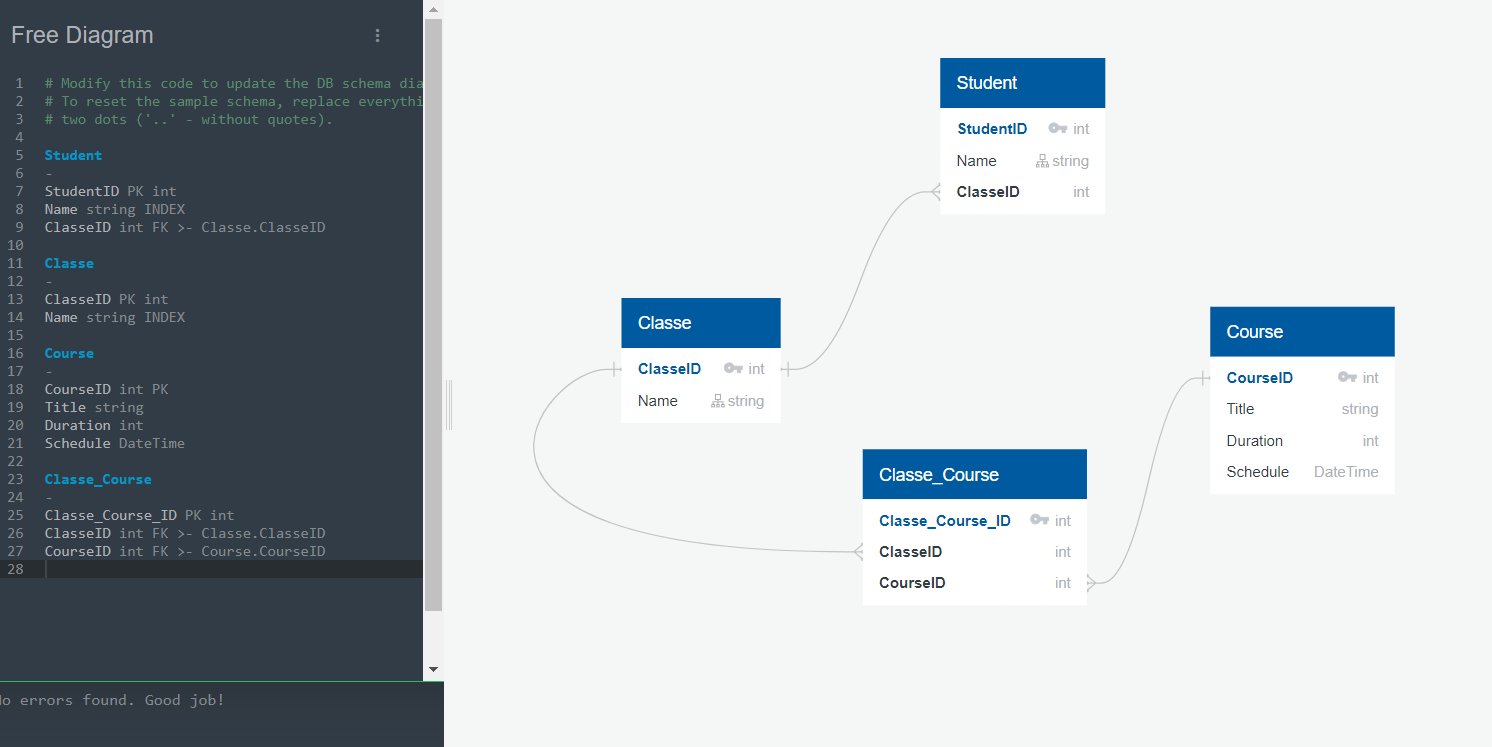 Free Diagram
1 # Modify this code to update the DB schema dia
2 # To reset the sample schema, replace everythi
3 # two dots ('..' - without quotes).
4
5 Student
6 -
7 StudentID PK int
8 Name string INDEX
9 ClasseID int FK >- Classe.ClasseID
10
11 Classe
12 -
13 ClasseID PK int
14 Name string INDEX
15
16 Course
17 -
18 CourseID int PK
19 Title string
20 Duration int
21 Schedule DateTime
22
23 Classe_Course
24 -
25 Classe_Course_ID PK int
26 ClasseID int FK >- Classe.ClasseID
27 CourseID int FK >- Course.CourseID
28
No errors found. Good job!
Student
StudentID int
Name string
ClasseID int
Classe
ClasseID int
Name string
Course
CourseID int
Title string
Duration int
Schedule DateTime
Classe_Course
Classe_Course_ID int
ClasseID int
CourseID int